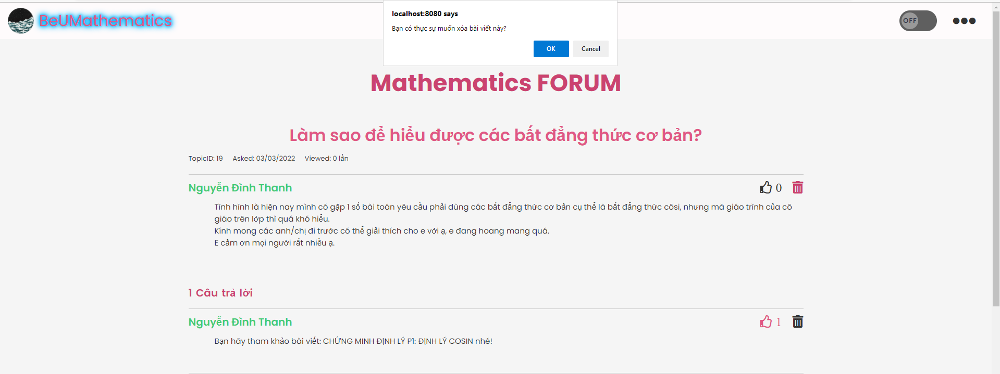 BeUMathematics
localhost:8080 says
Bạn có thực sự muốn xóa bài viết này?
OK
Cancel
OFF
Mathematics FORUM
Làm sao để hiểu được các bất đẳng thức cơ bản?
TopicID: 19 Asked: 03/03/2022 Viewed: 0 lần
Nguyễn Đình Thanh 0
Tình hình là hiện nay mình có gặp 1 số bài toán yêu cầu phải dùng các bất đẳng thức cơ bản cụ thể là bất đẳng thức côsi, nhưng mà giáo trình của cô
giáo trên lớp thì quá khó hiểu.
Kính mong các anh/chị đi trước có thể giải thích cho e với ạ, e đang hoang mang quá.
E cảm ơn mọi người rất nhiều ạ.
1 Câu trả lời
Nguyễn Đình Thanh 1
Bạn hãy tham khảo bài viết: CHỨNG MINH ĐỊNH LÝ P1: ĐỊNH LÝ COSIN nhé!